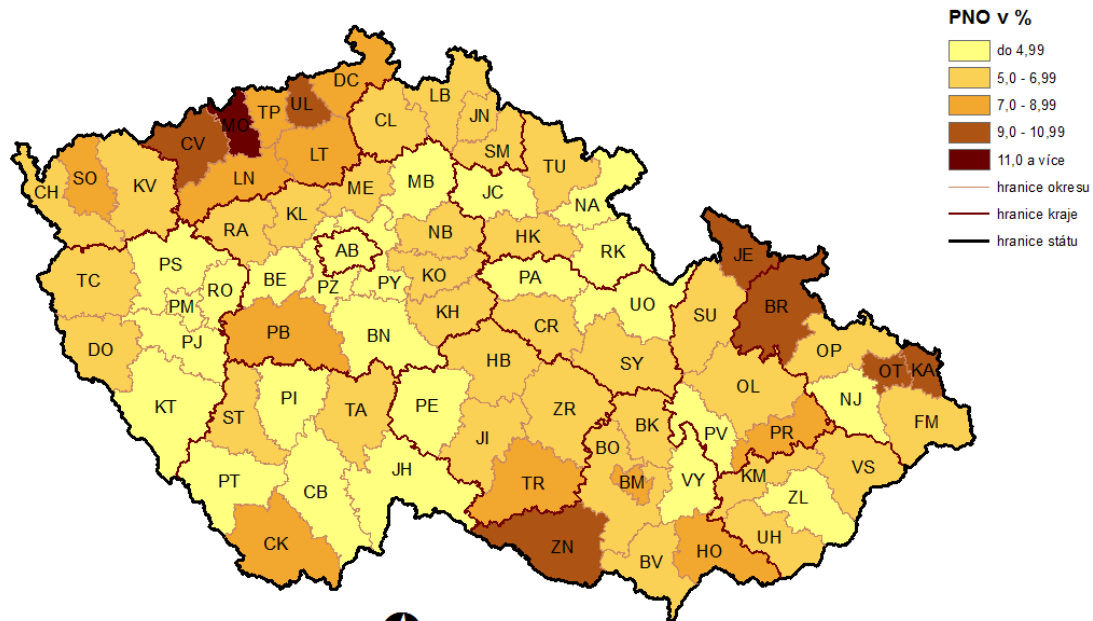 PNO v %
do 4,99
5,0 - 6,99
7,0 - 8,99
9,0 - 10,99
11,0 a více
hranice okresu
hranice kraje
hranice státu
DC
LB
UL
TP
MO
JN
CL
CV
LT
SM
TU
LN
SO
KV
CH
ME
MB
JC
NA
KL
RA
NB
HK
AB
RK
JE
PS
BE
KO
TC
RO
PZ
PY
PA
PM
UO
BR
KH
SU
PB
CR
BN
PJ
DO
OP
HB
SY
OT
KA
OL
KT
PI
PE
NJ
ST
TA
ZR
FM
BK
PV
PR
JI
BO
VS
JH
KM
PT
CB
TR
BM
VY
ZL
UH
CK
ZN
HO
BV